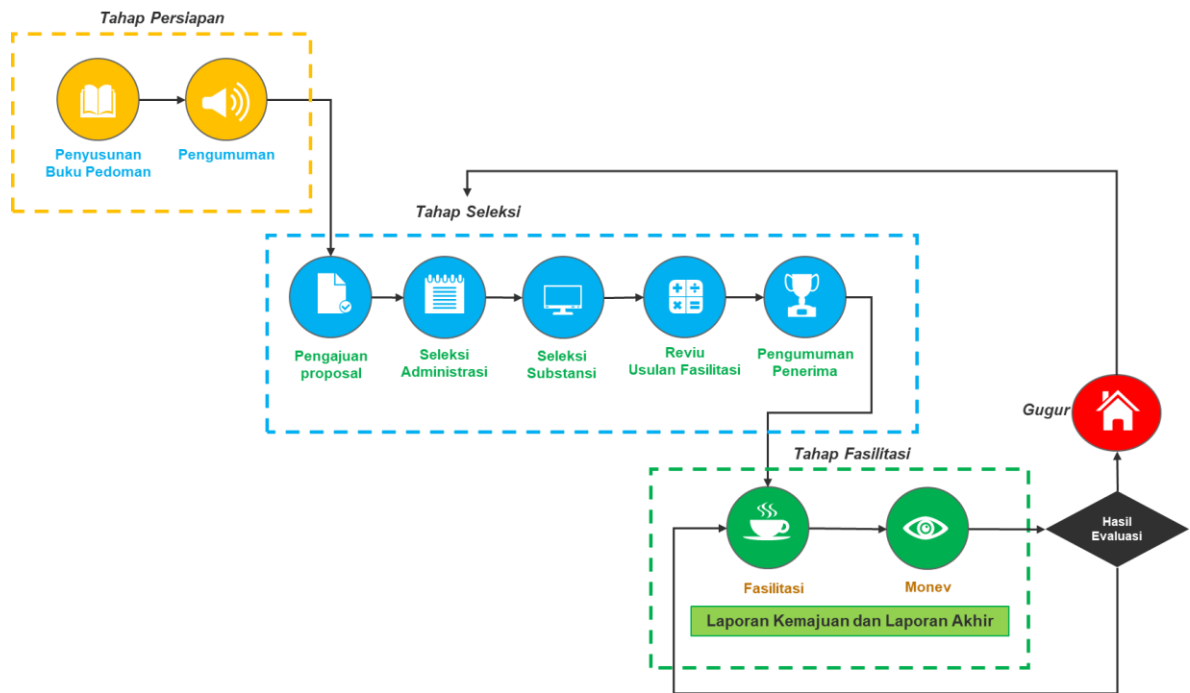 Tahap Persiapan
Penyusunan
Buku Pedoman
Pengumuman
Tahap Seleksi
Pengajuan
proposal
Seleksi
Administrasi
Seleksi
Substansi
Reviu
Usulan Fasilitasi
Pengumuman
Penerima
Gugur
Tahap Fasilitasi
Hasil
Evaluasi
Fasilitasi
Monev
Laporan Kemajuan dan Laporan Akhir